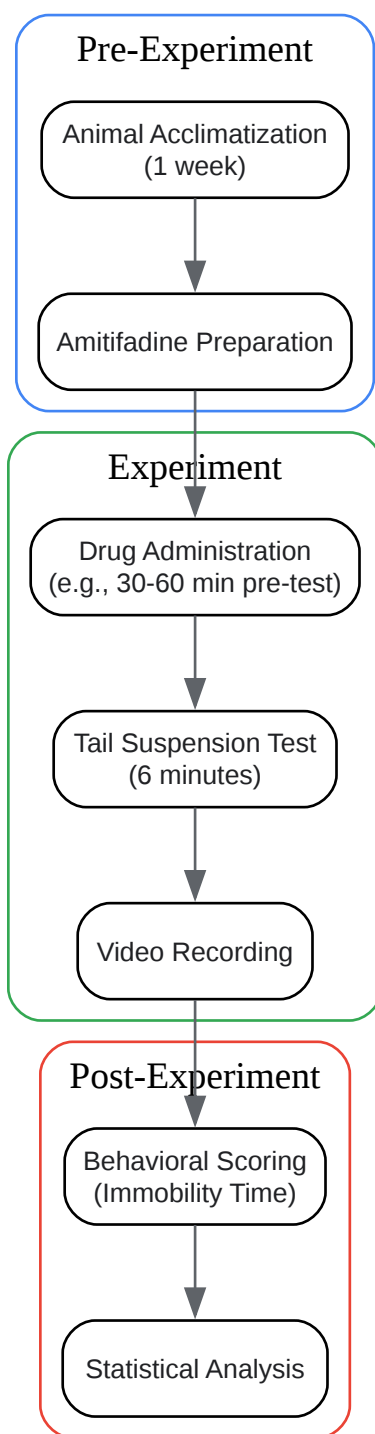 Pre-Experiment
Animal Acclimatization
(1 week)
Amitifadine Preparation
Experiment
Drug Administration
(e.g., 30-60 min pre-test)
Tail Suspension Test
(6 minutes)
Video Recording
Post-Experiment
Behavioral Scoring
(Immobility Time)
Statistical Analysis